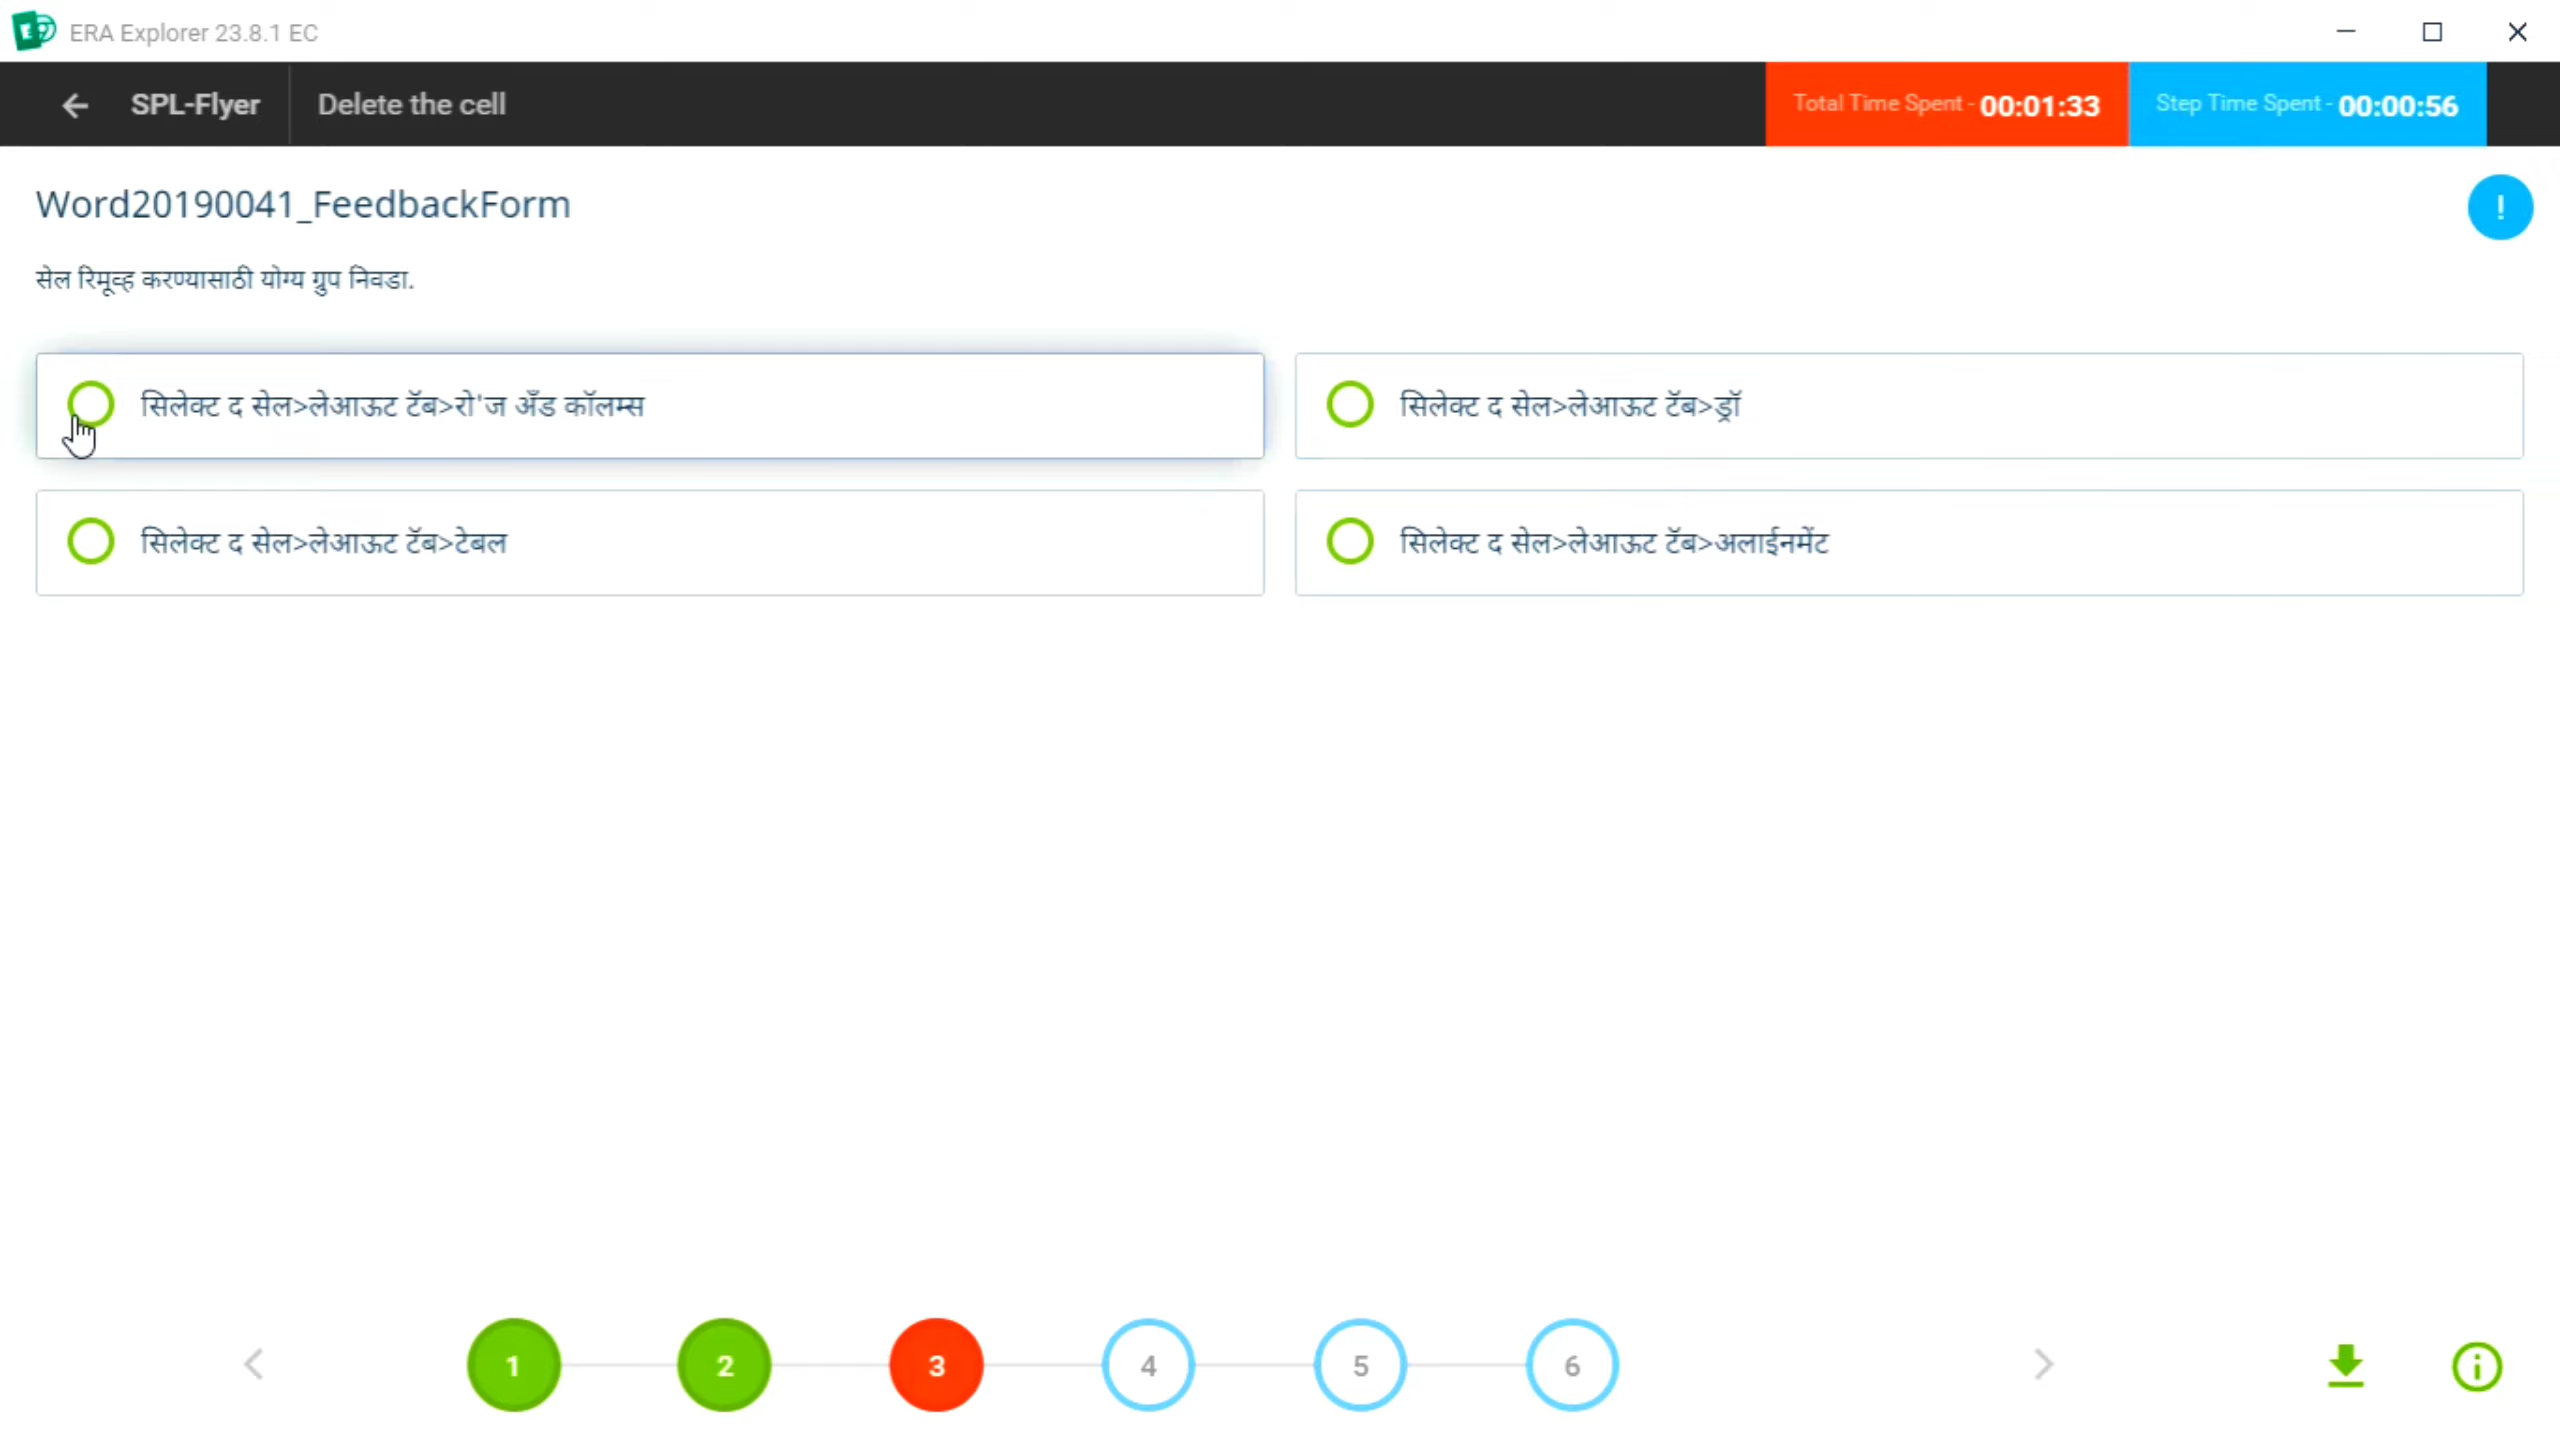 ERA Explorer 23.8.1 EC
SPL-Flyer
Delete the cell
Total Time Spent - 00:01:33
Step Time Spent - 00:00:56
Word20190041_FeedbackForm
!
सेल रिमूव्ह करण्यासाठी योग्य ग्रुप निवडा.
सिलेक्ट द सेल>लेआऊट टॅब>रो'ज अँड कॉलम्स
सिलेक्ट द सेल>लेआऊट टॅब>ड्रॉ
सिलेक्ट द सेल>लेआऊट टॅब>टेबल
सिलेक्ट द सेल>लेआऊट टॅब>अलाईनमेंट
1 2 3 4 5 6